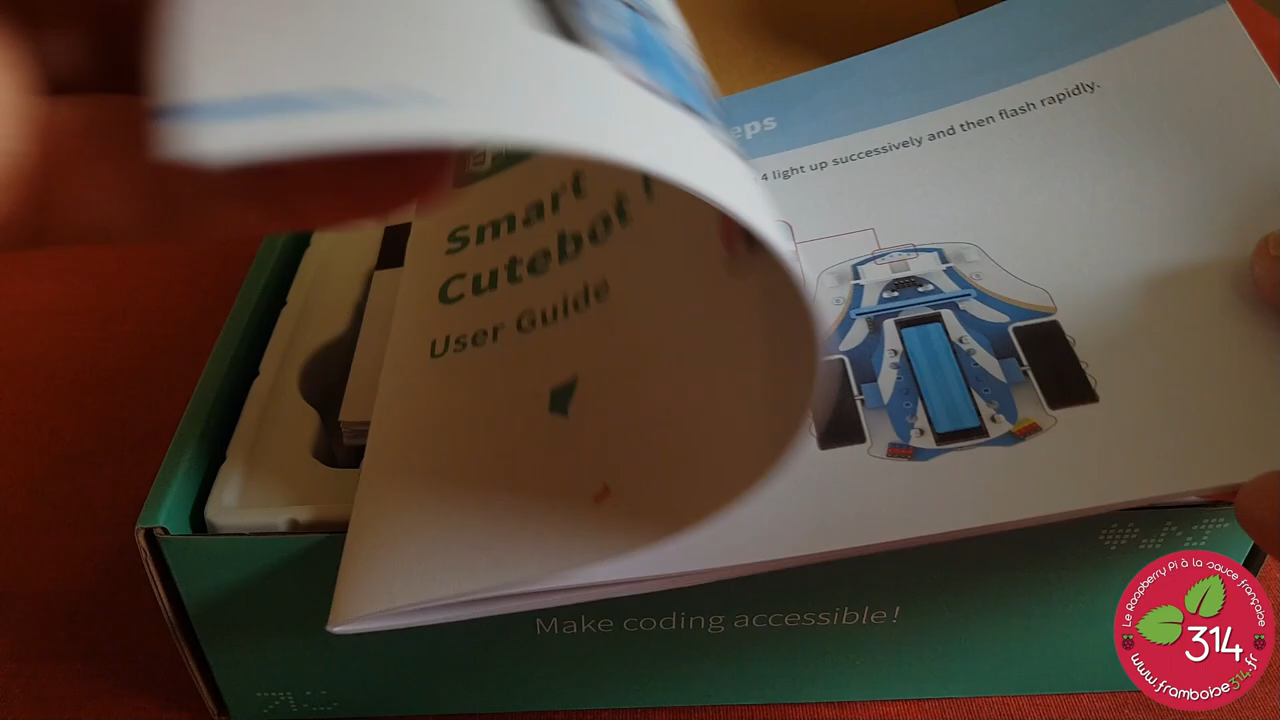 eps
4 light up successively and then flash rapidly.
Smart
Cutebot
User Guide
Make coding accessible!
Le Raspberry Pi à la sauce française
314
www.framboise314.fr